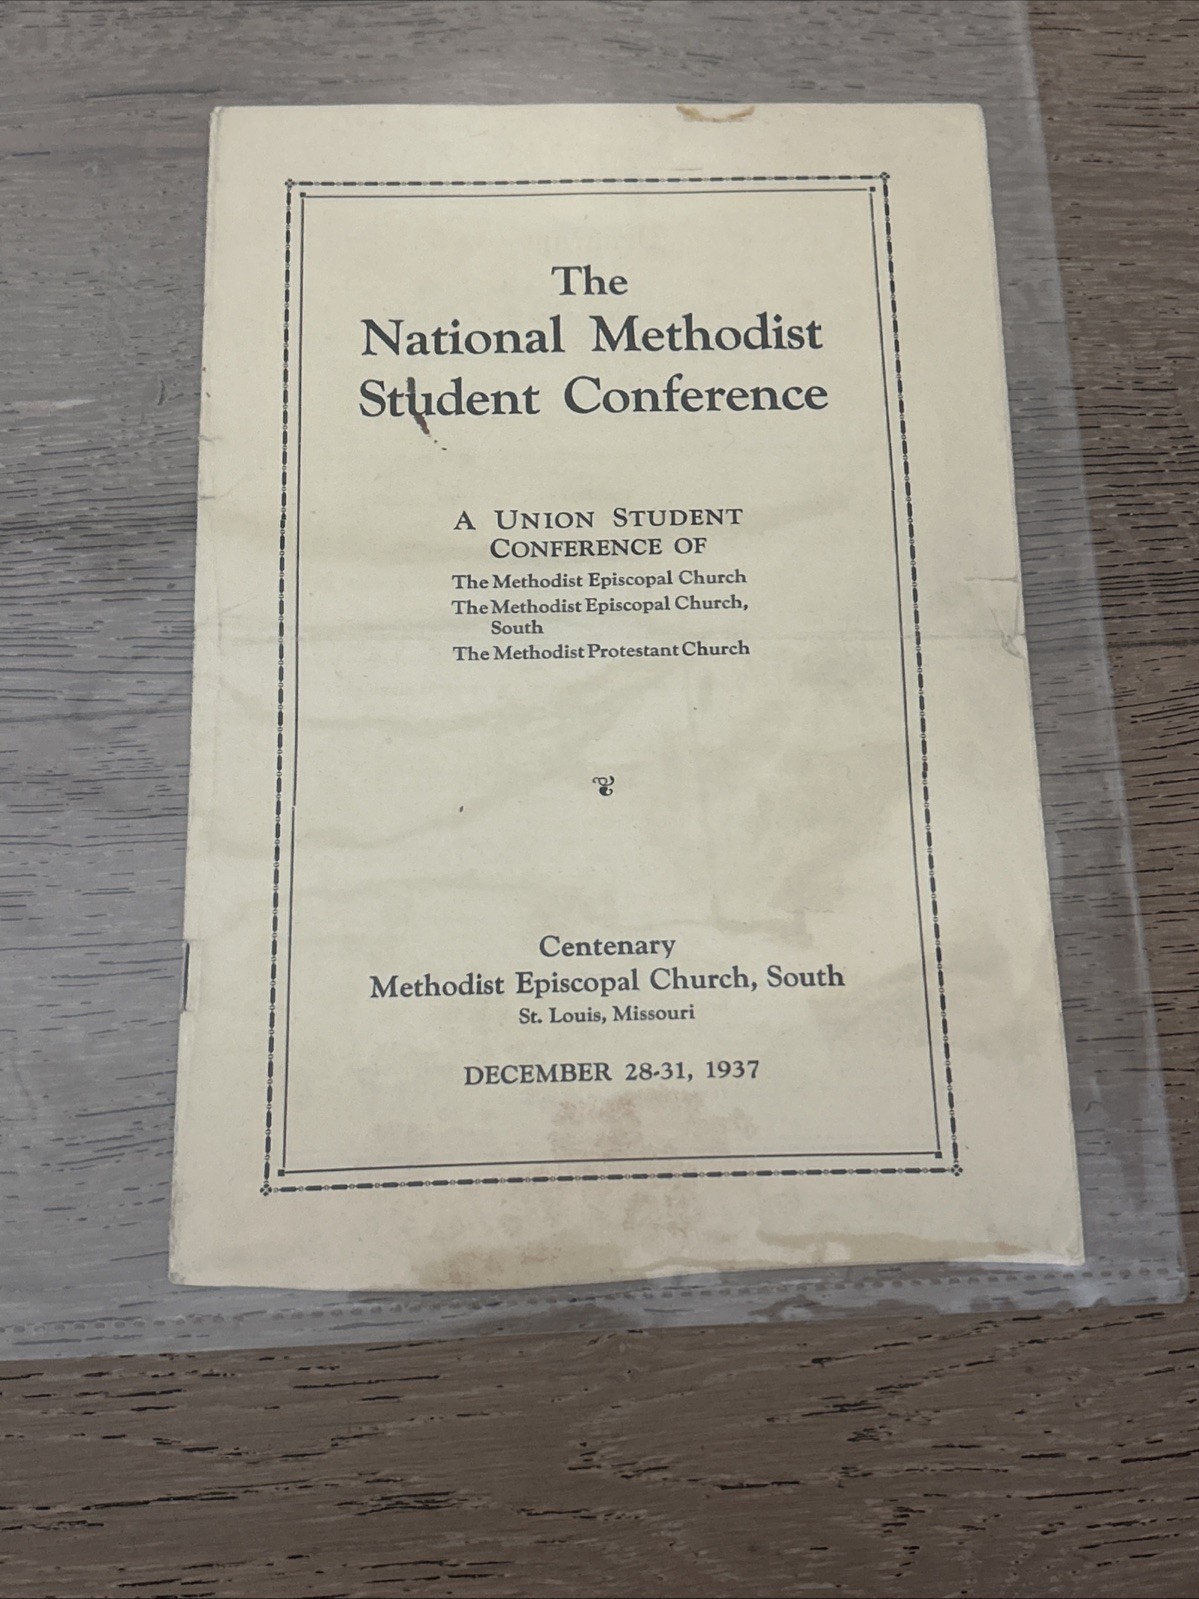 The
National Methodist
Student Conference
A UNION STUDENT
CONFERENCE OF
The Methodist Episcopal Church
The Methodist Episcopal Church,
South
The Methodist Protestant Church
Centenary
Methodist Episcopal Church, South
St. Louis, Missouri
DECEMBER 28-31, 1937